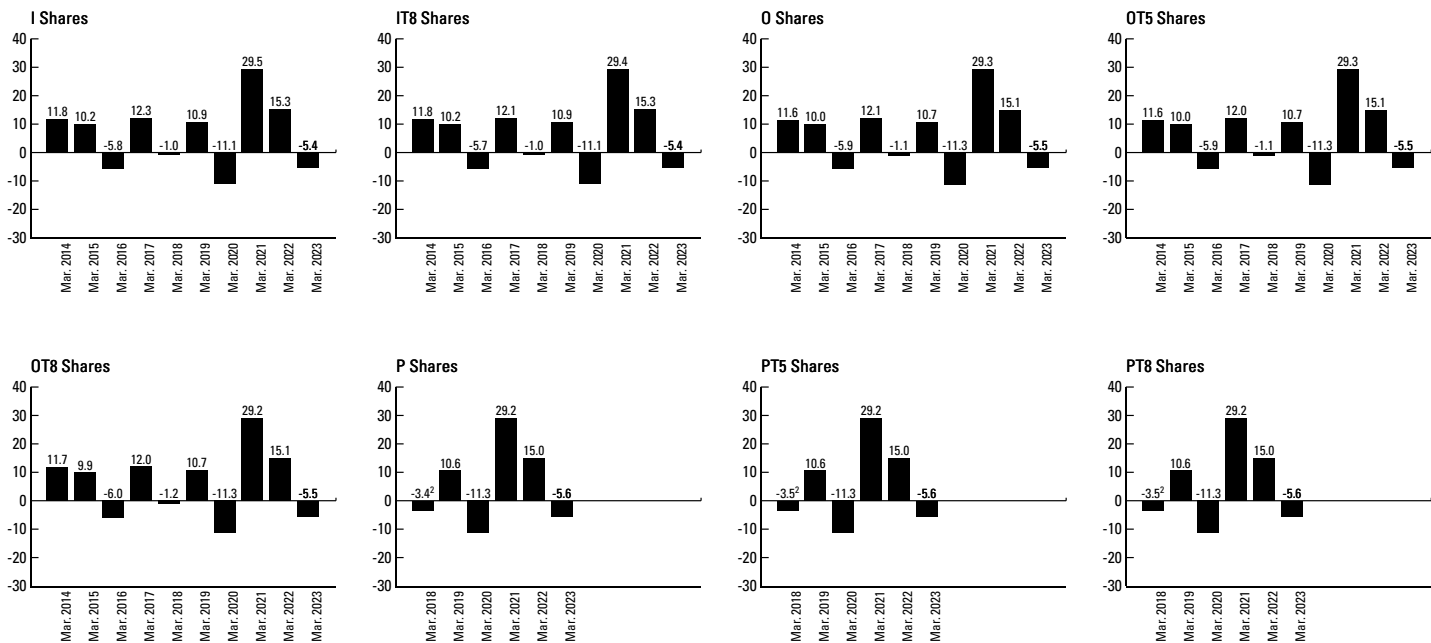 I Shares
40
30
20
10
0
-10
-20
-30
11.8
10.2
-5.8
12.3
-1.0
10.9
-11.1
29.5
15.3
-5.4
Mar. 2014
Mar. 2015
Mar. 2016
Mar. 2017
Mar. 2018
Mar. 2019
Mar. 2020
Mar. 2021
Mar. 2022
Mar. 2023
IT8 Shares
40
30
20
10
0
-10
-20
-30
11.8
10.2
-5.7
12.1
-1.0
10.9
-11.1
29.4
15.3
-5.4
Mar. 2014
Mar. 2015
Mar. 2016
Mar. 2017
Mar. 2018
Mar. 2019
Mar. 2020
Mar. 2021
Mar. 2022
Mar. 2023
O Shares
40
30
20
10
0
-10
-20
-30
11.6
10.0
-5.9
12.1
-1.1
10.7
-11.3
29.3
15.1
-5.5
Mar. 2014
Mar. 2015
Mar. 2016
Mar. 2017
Mar. 2018
Mar. 2019
Mar. 2020
Mar. 2021
Mar. 2022
Mar. 2023
OT5 Shares
40
30
20
10
0
-10
-20
-30
11.6
10.0
-5.9
12.0
-1.1
10.7
-11.3
29.3
15.1
-5.5
Mar. 2014
Mar. 2015
Mar. 2016
Mar. 2017
Mar. 2018
Mar. 2019
Mar. 2020
Mar. 2021
Mar. 2022
Mar. 2023
OT8 Shares
40
30
20
10
0
-10
-20
-30
11.7
9.9
-6.0
12.0
-1.2
10.7
-11.3
29.2
15.1
-5.5
Mar. 2014
Mar. 2015
Mar. 2016
Mar. 2017
Mar. 2018
Mar. 2019
Mar. 2020
Mar. 2021
Mar. 2022
Mar. 2023
P Shares
40
30
20
10
0
-10
-20
-30
-3.4²
10.6
-11.3
29.2
15.0
-5.6
Mar. 2018
Mar. 2019
Mar. 2020
Mar. 2021
Mar. 2022
Mar. 2023
PT5 Shares
40
30
20
10
0
-10
-20
-30
-3.5²
10.6
-11.3
29.2
15.0
-5.6
Mar. 2018
Mar. 2019
Mar. 2020
Mar. 2021
Mar. 2022
Mar. 2023
PT8 Shares
40
30
20
10
0
-10
-20
-30
-3.5²
10.6
-11.3
29.2
15.0
-5.6
Mar. 2018
Mar. 2019
Mar. 2020
Mar. 2021
Mar. 2022
Mar. 2023